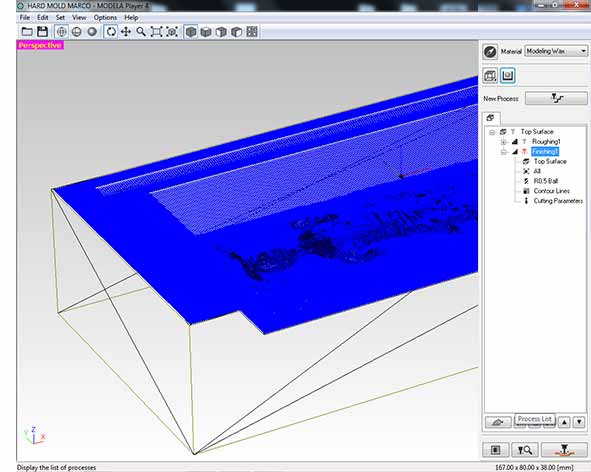 HARD MOLD MARCO - MODELA Player 4
File Edit Set View Options Help
Perspective
Material Modeling Wax
New Process
Top Surface
Roughing1
Finishing1
Top Surface
All
R0.5 Ball
Contour Lines
Cutting Parameters
Process List
Z
Y
X
Display the list of processes
167.00 x 80.00 x 38.00 [mm]